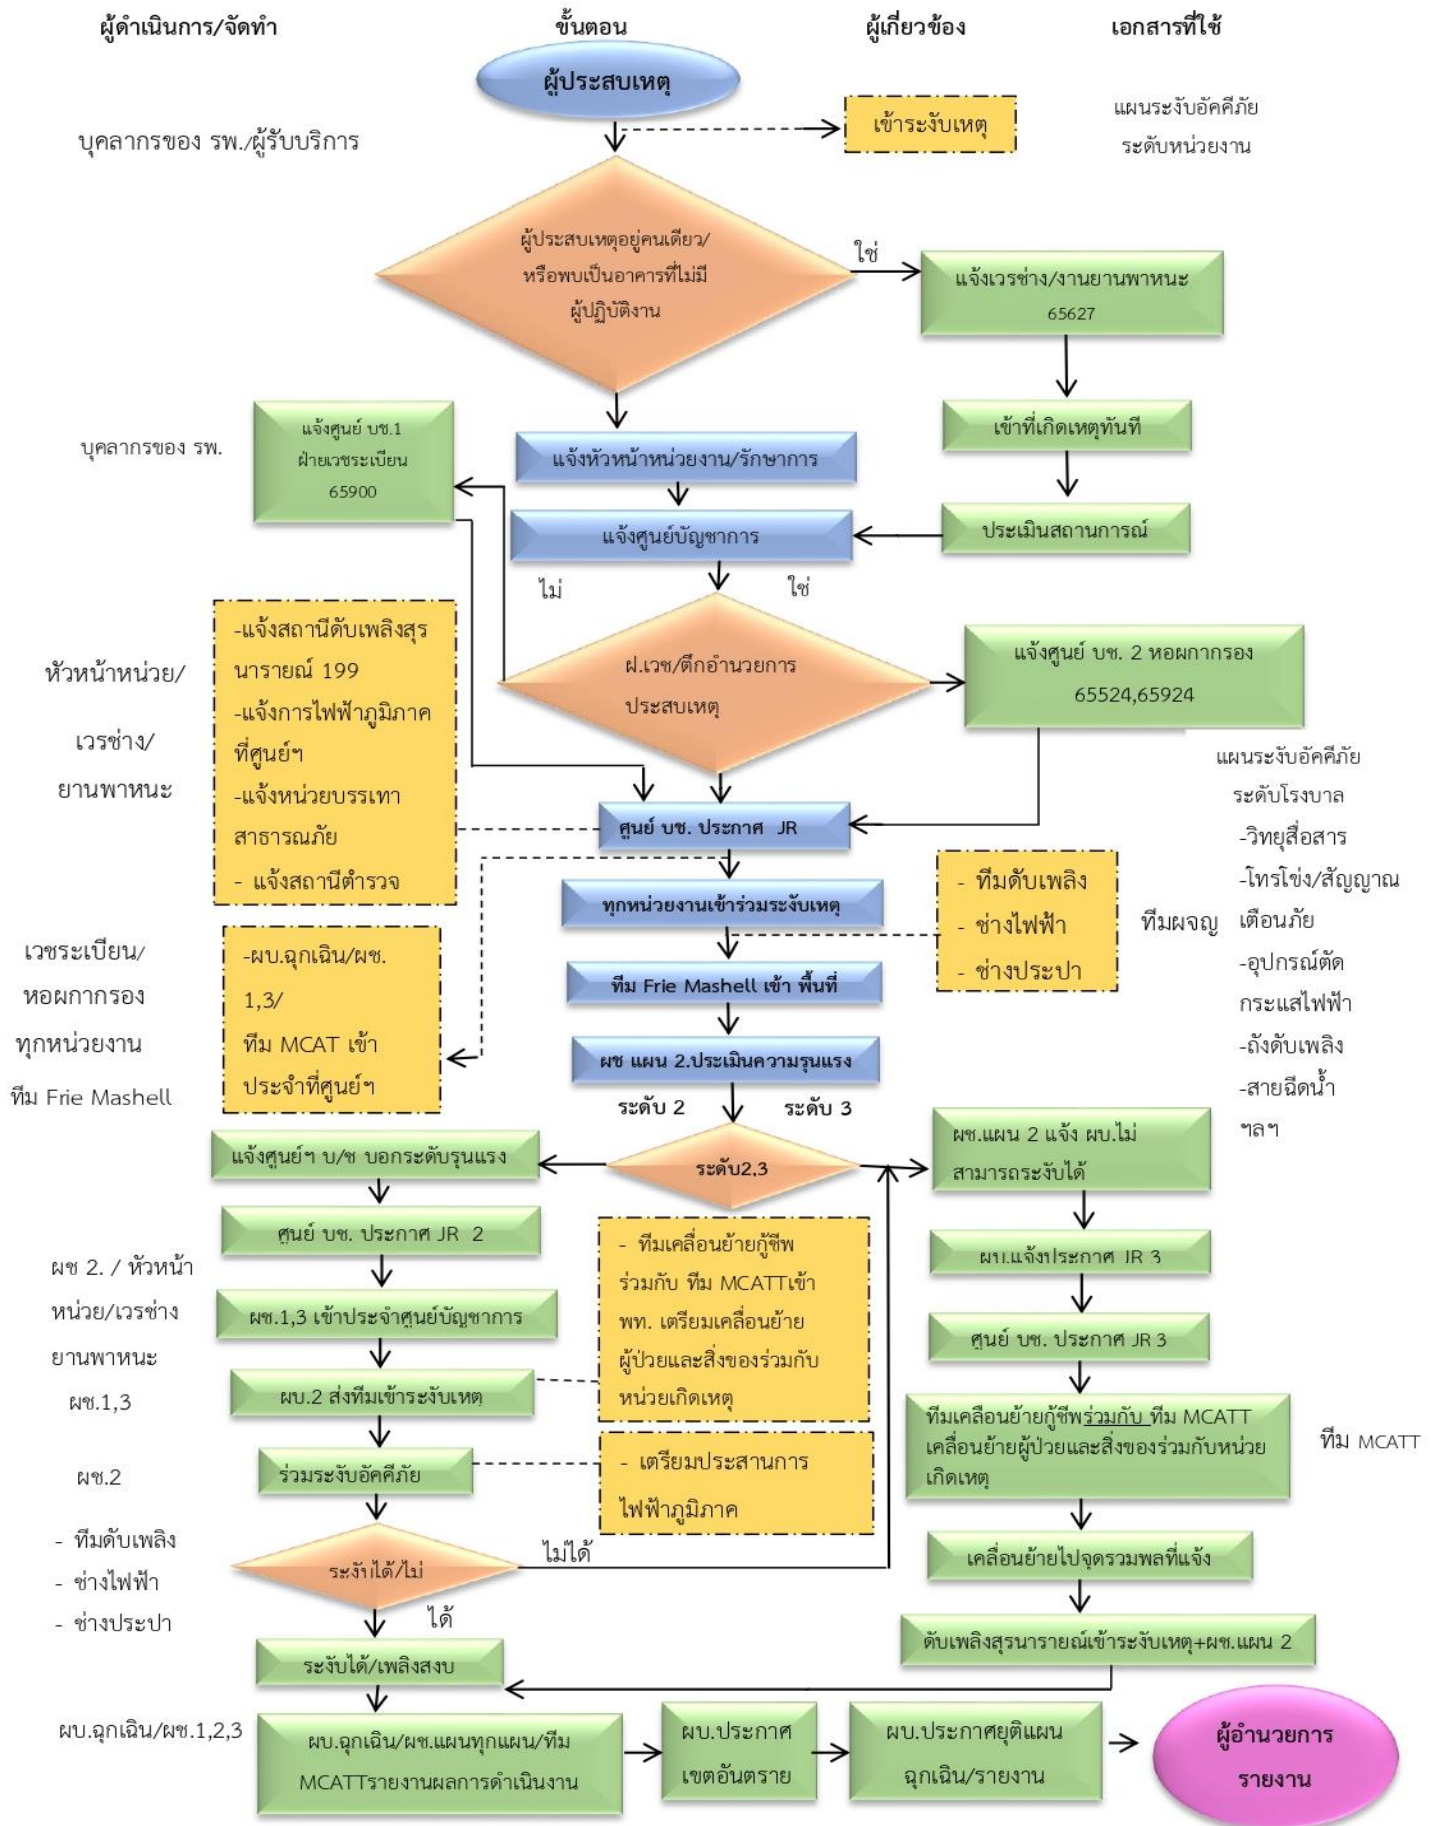 ผู้ดำเนินการ/จัดทำ
ขั้นตอน
ผู้เกี่ยวข้อง
เอกสารที่ใช้
ผู้ประสบเหตุ
เข้าระงับเหตุ
แผนระงับอัคคีภัย
ระดับหน่วยงาน
บุคลากรของ รพ./ผู้รับบริการ
ผู้ประสบเหตุอยู่คนเดียว/
หรือพบเป็นอาคารที่ไม่มี
ผู้ปฏิบัติงาน
ใช่
แจ้งเวรช่าง/งานยานพาหนะ
65627
เข้าที่เกิดเหตุทันที
ประเมินสถานการณ์
บุคลากรของ รพ.
แจ้งศูนย์ บช.1
ฝ่ายเวชระเบียน
65900
แจ้งหัวหน้าหน่วยงาน/รักษาการ
แจ้งศูนย์บัญชาการ
ไม่
ใช่
ฝ.เวช/ตึกอำนวยการ
ประสบเหตุ
แจ้งศูนย์ บช. 2 หอผกากรอง
65524,65924
หัวหน้าหน่วย/
เวรช่าง/
ยานพาหนะ
-แจ้งสถานีดับเพลิงสุร
นารายณ์ 199
-แจ้งการไฟฟ้าภูมิภาค
ที่ศูนย์ฯ
-แจ้งหน่วยบรรเทา
สาธารณภัย
- แจ้งสถานีตำรวจ
ศูนย์ บช. ประกาศ JR
ทุกหน่วยงานเข้าร่วมระงับเหตุ
- ทีมดับเพลิง
- ช่างไฟฟ้า
- ช่างประปา
ทีมผจญ
แผนระงับอัคคีภัย
ระดับโรงบาล
-วิทยุสื่อสาร
-โทรโข่ง/สัญญาณ
เตือนภัย
-อุปกรณ์ตัด
กระแสไฟฟ้า
-ถังดับเพลิง
-สายฉีดน้ำ
ฯลฯ
เวชระเบียน/
หอผกากรอง
ทุกหน่วยงาน
ทีม Frie Mashell
-ผบ.ฉุกเฉิน/ผช.
1,3/
ทีม MCAT เข้า
ประจำที่ศูนย์ฯ
ทีม Frie Mashell เข้า พื้นที่
ผช แผน 2.ประเมินความรุนแรง
ระดับ 2
ระดับ 3
ระดับ2,3
แจ้งศูนย์ฯ บ/ช บอกระดับรุนแรง
ศูนย์ บช. ประกาศ JR 2
ผช.1,3 เข้าประจำศูนย์บัญชาการ
ผบ.2 ส่งทีมเข้าระงับเหตุ
ร่วมระงับอัคคีภัย
ผช 2. / หัวหน้า
หน่วย/เวรช่าง
ยานพาหนะ
ผช.1,3
ผช.2
- ทีมดับเพลิง
- ช่างไฟฟ้า
- ช่างประปา
- ทีมเคลื่อนย้ายกู้ชีพ
ร่วมกับ ทีม MCATTเข้า
พท. เตรียมเคลื่อนย้าย
ผู้ป่วยและสิ่งของร่วมกับ
หน่วยเกิดเหตุ
- เตรียมประสานการ
ไฟฟ้าภูมิภาค
ผช.แผน 2 แจ้ง ผบ.ไม่
สามารถระงับได้
ผบ.แจ้งประกาศ JR 3
ศูนย์ บช. ประกาศ JR 3
ทีมเคลื่อนย้ายกู้ชีพร่วมกับ ทีม MCATT
เคลื่อนย้ายผู้ป่วยและสิ่งของร่วมกับหน่วย
เกิดเหตุ
ทีม MCATT
เคลื่อนย้ายไปจุดรวมพลที่แจ้ง
ดับเพลิงสุรนารายณ์เข้าระงับเหตุ+ผช.แผน 2
ระงับได้/ไม่
ไม่ได้
ได้
ระงับได้/เพลิงสงบ
ผบ.ฉุกเฉิน/ผช.1,2,3
ผบ.ฉุกเฉิน/ผช.แผนทุกแผน/ทีม
MCATTรายงานผลการดำเนินงาน
ผบ.ประกาศ
เขตอันตราย
ผบ.ประกาศยุติแผน
ฉุกเฉิน/รายงาน
ผู้อำนวยการ
รายงาน